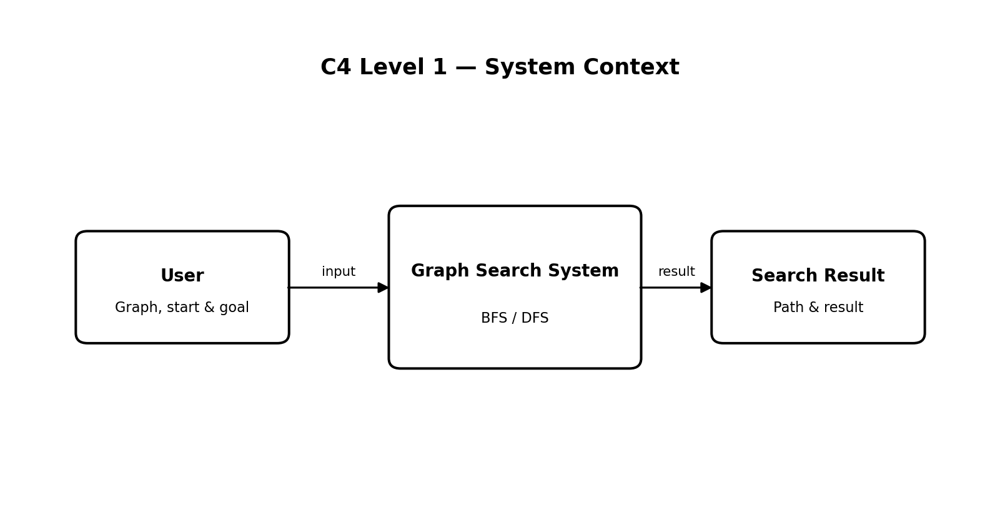 C4 Level 1 — System Context
User
Graph, start & goal
input
Graph Search System
BFS / DFS
result
Search Result
Path & result